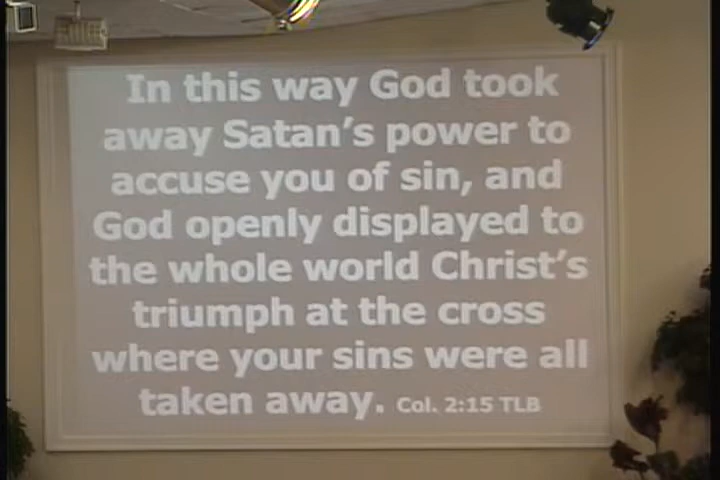 In this way God took
away Satan's power to
accuse you of sin, and
God openly displayed to
the whole world Christ's
triumph at the cross
where your sins were all
taken away. Col. 2:15 TLB